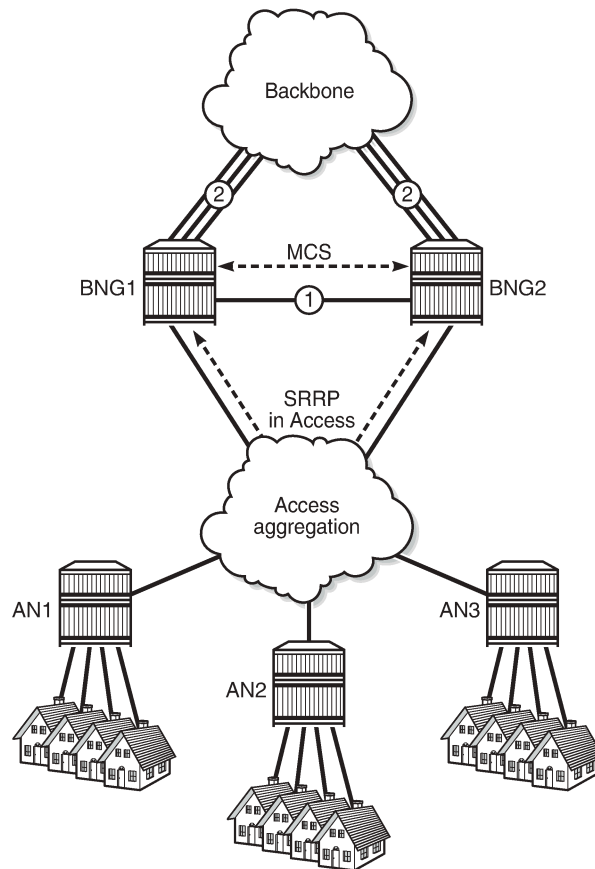 Backbone
2
2
MCS
BNG1
BNG2
1
SRRP
in Access
Access
aggregation
AN1
AN3
AN2